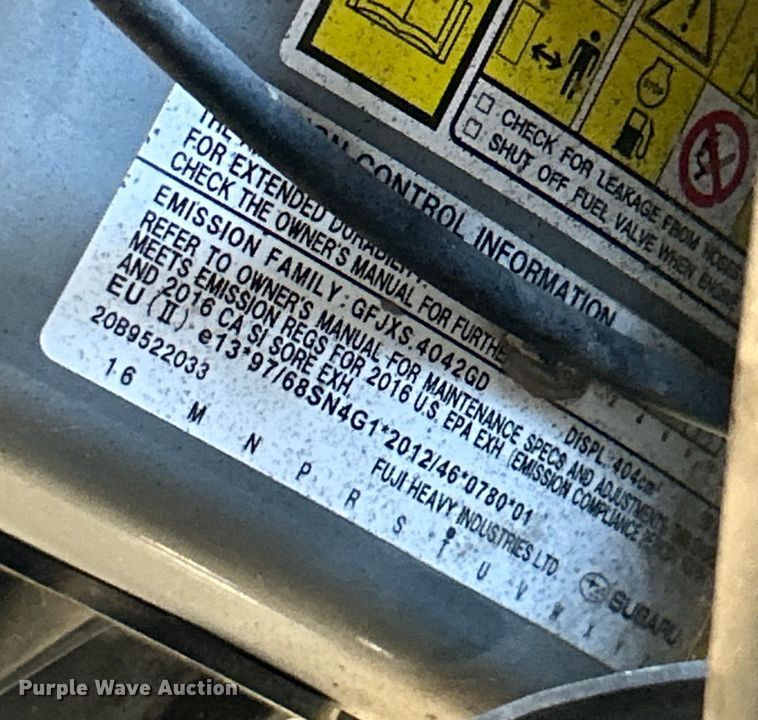 STOP
CHECK FOR LEAKAGE FROM HOSES
SHUT OFF FUEL VALVE WHEN ENGINE
CONTROL INFORMATION
FOR EXTENDED
CHECK THE OWNER'S MANUAL FOR
EMISSION FAMILY: GFJXS.4042GD DISPL 404cm³
REFER TO OWNER'S MANUAL FOR MAINTENANCE SPECS AND
MEETS EMISSION REGS FOR 2016 U.S. EPA EXH (EMISSION COMPLIANCE
AND 2016 CA SI SORE EXH
EU (II) e13*97/68SN4G1*2012/46*0780*01
20B9522033 FUJI HEAVY INDUSTRIES LTD. SUBARU
16 M N P R S T U V W X Y
Purple Wave Auction